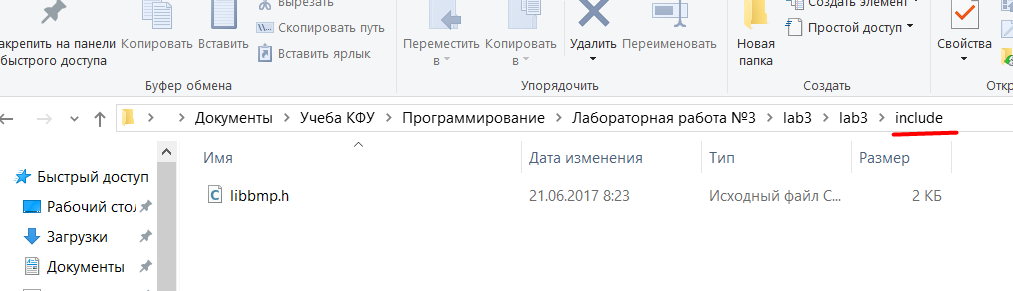 Вырезать
Скопировать путь
Вставить ярлык
акрепить на панели
быстрого доступа
Копировать
Вставить
Буфер обмена
Переместить
в
Копировать
в
Удалить
Переименовать
Упорядочить
Новая
папка
Создать элемент
Простой доступ
Создать
Свойства
Откр
Документы > Учеба КФУ > Программирование > Лабораторная работа №3 > lab3 > lab3 > include
Имя Дата изменения Тип Размер
Быстрый доступ
libbmp.h 21.06.2017 8:23 Исходный файл C... 2 КБ
Рабочий сто
Загрузки
Документы